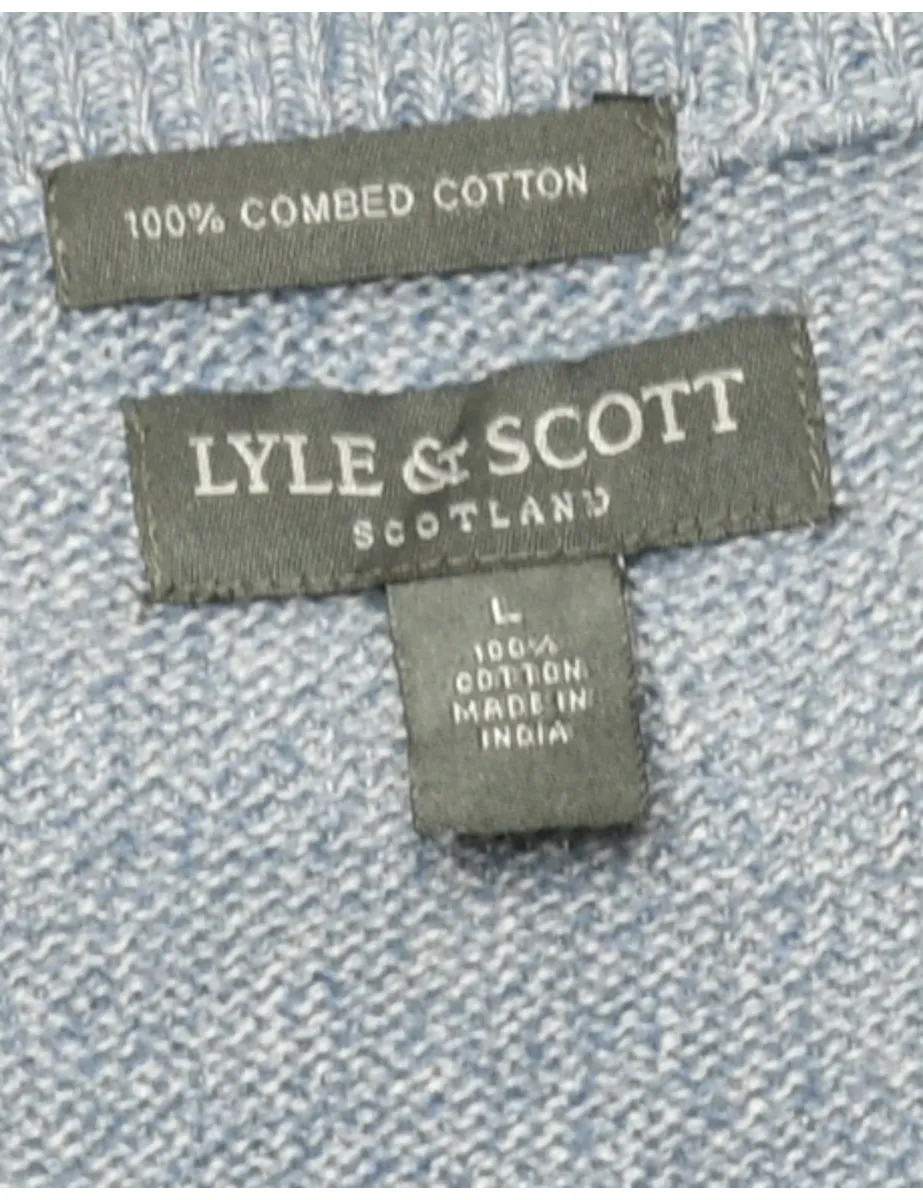 100% COMBED COTTON
LYLE & SCOTT
SCOTLAND
L
100%
COTTON
MADE IN
INDIA